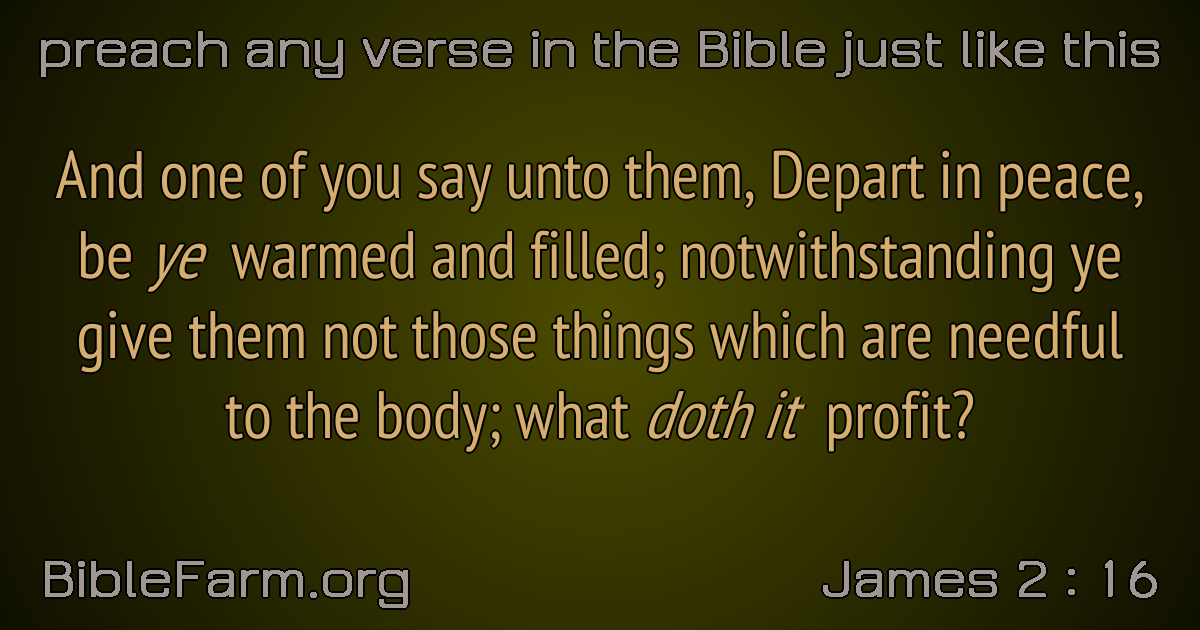 preach any verse in the Bible just like this
And one of you say unto them, Depart in peace,
be ye warmed and filled; notwithstanding ye
give them not those things which are needful
to the body; what doth it profit?
BibleFarm.org
James 2 : 16